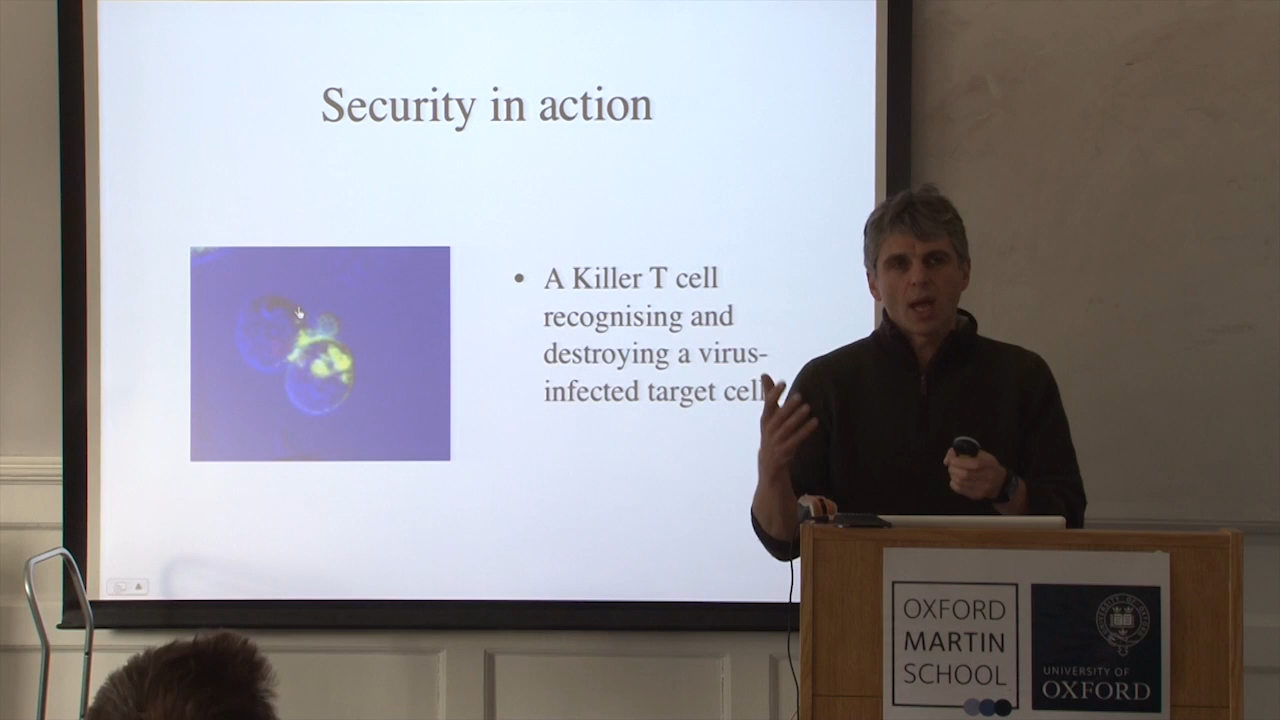 Security in action
• A Killer T cell
recognising and
destroying a virus-
infected target cell
OXFORD
MARTIN
SCHOOL
UNIVERSITY OF
OXFORD